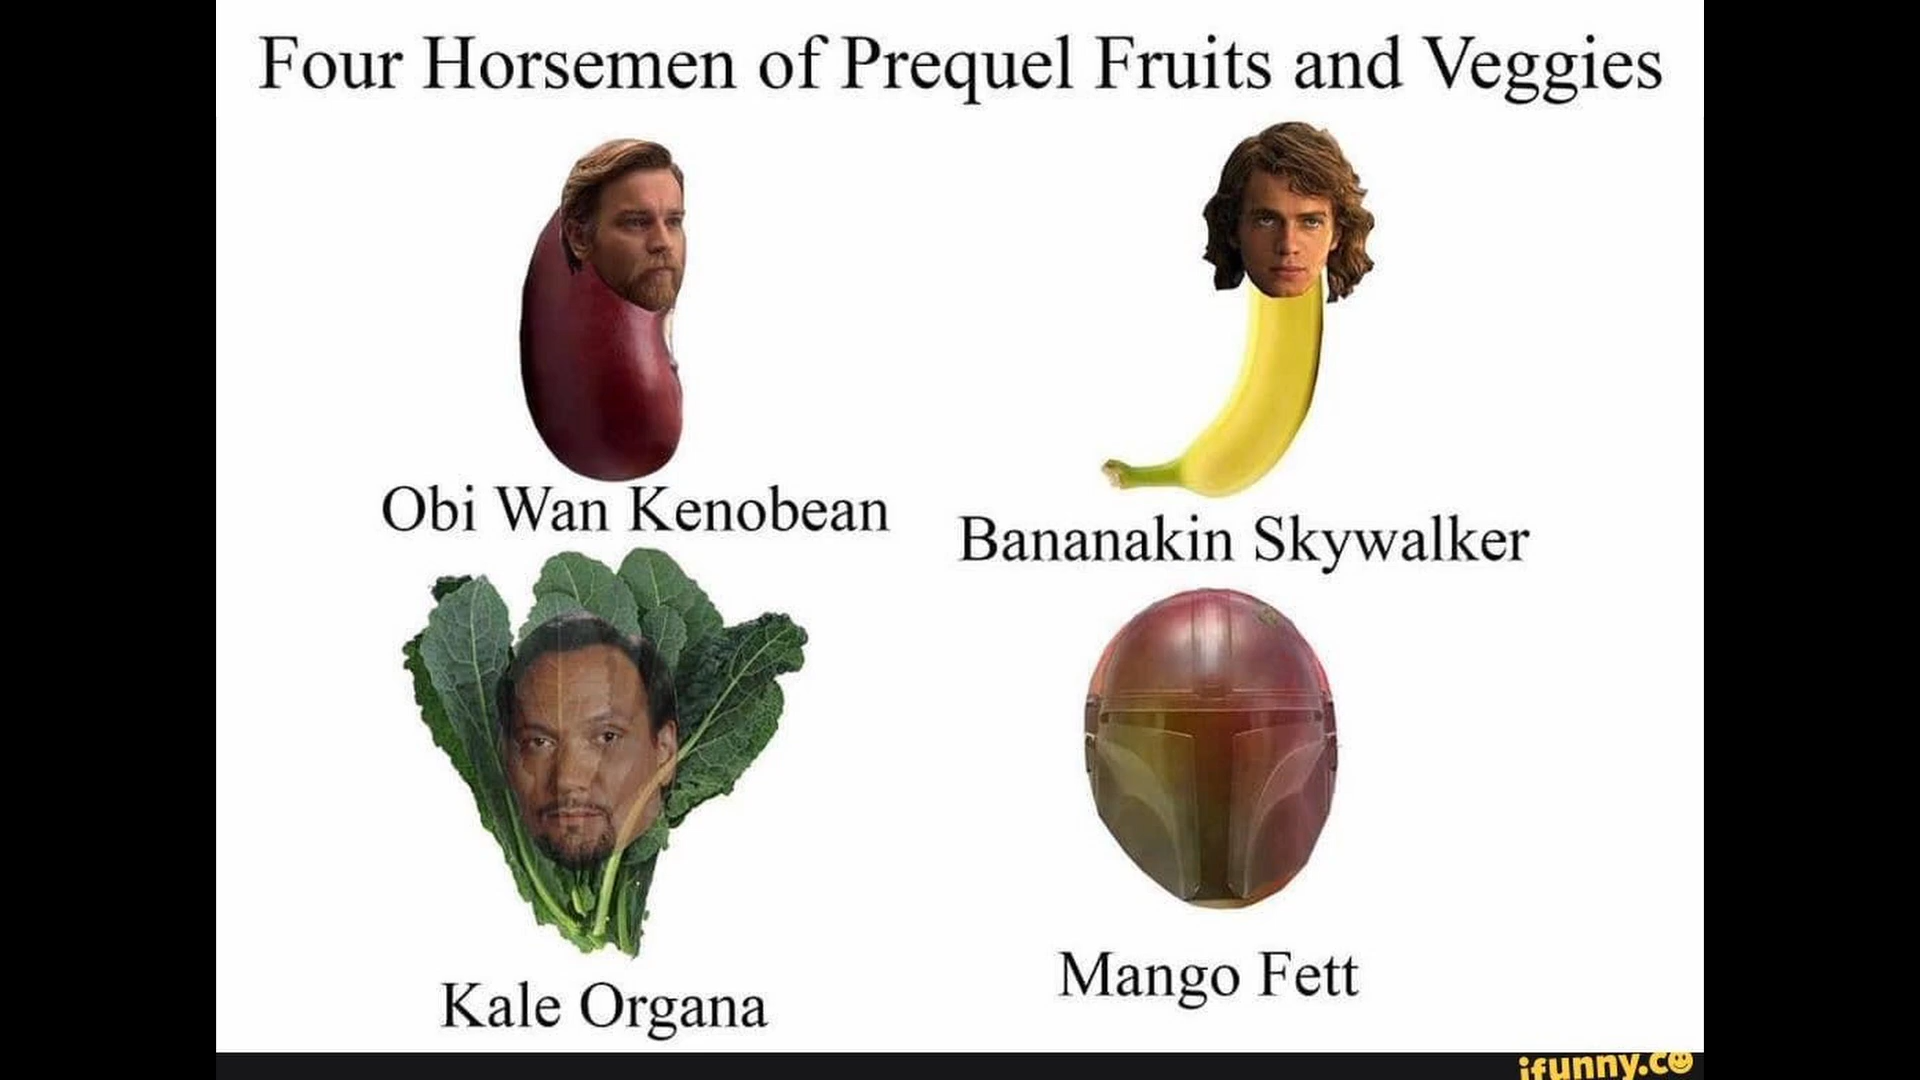 Four Horsemen of Prequel Fruits and Veggies
Obi Wan Kenobean
Bananakin Skywalker
Kale Organa
Mango Fett
ifunny.co